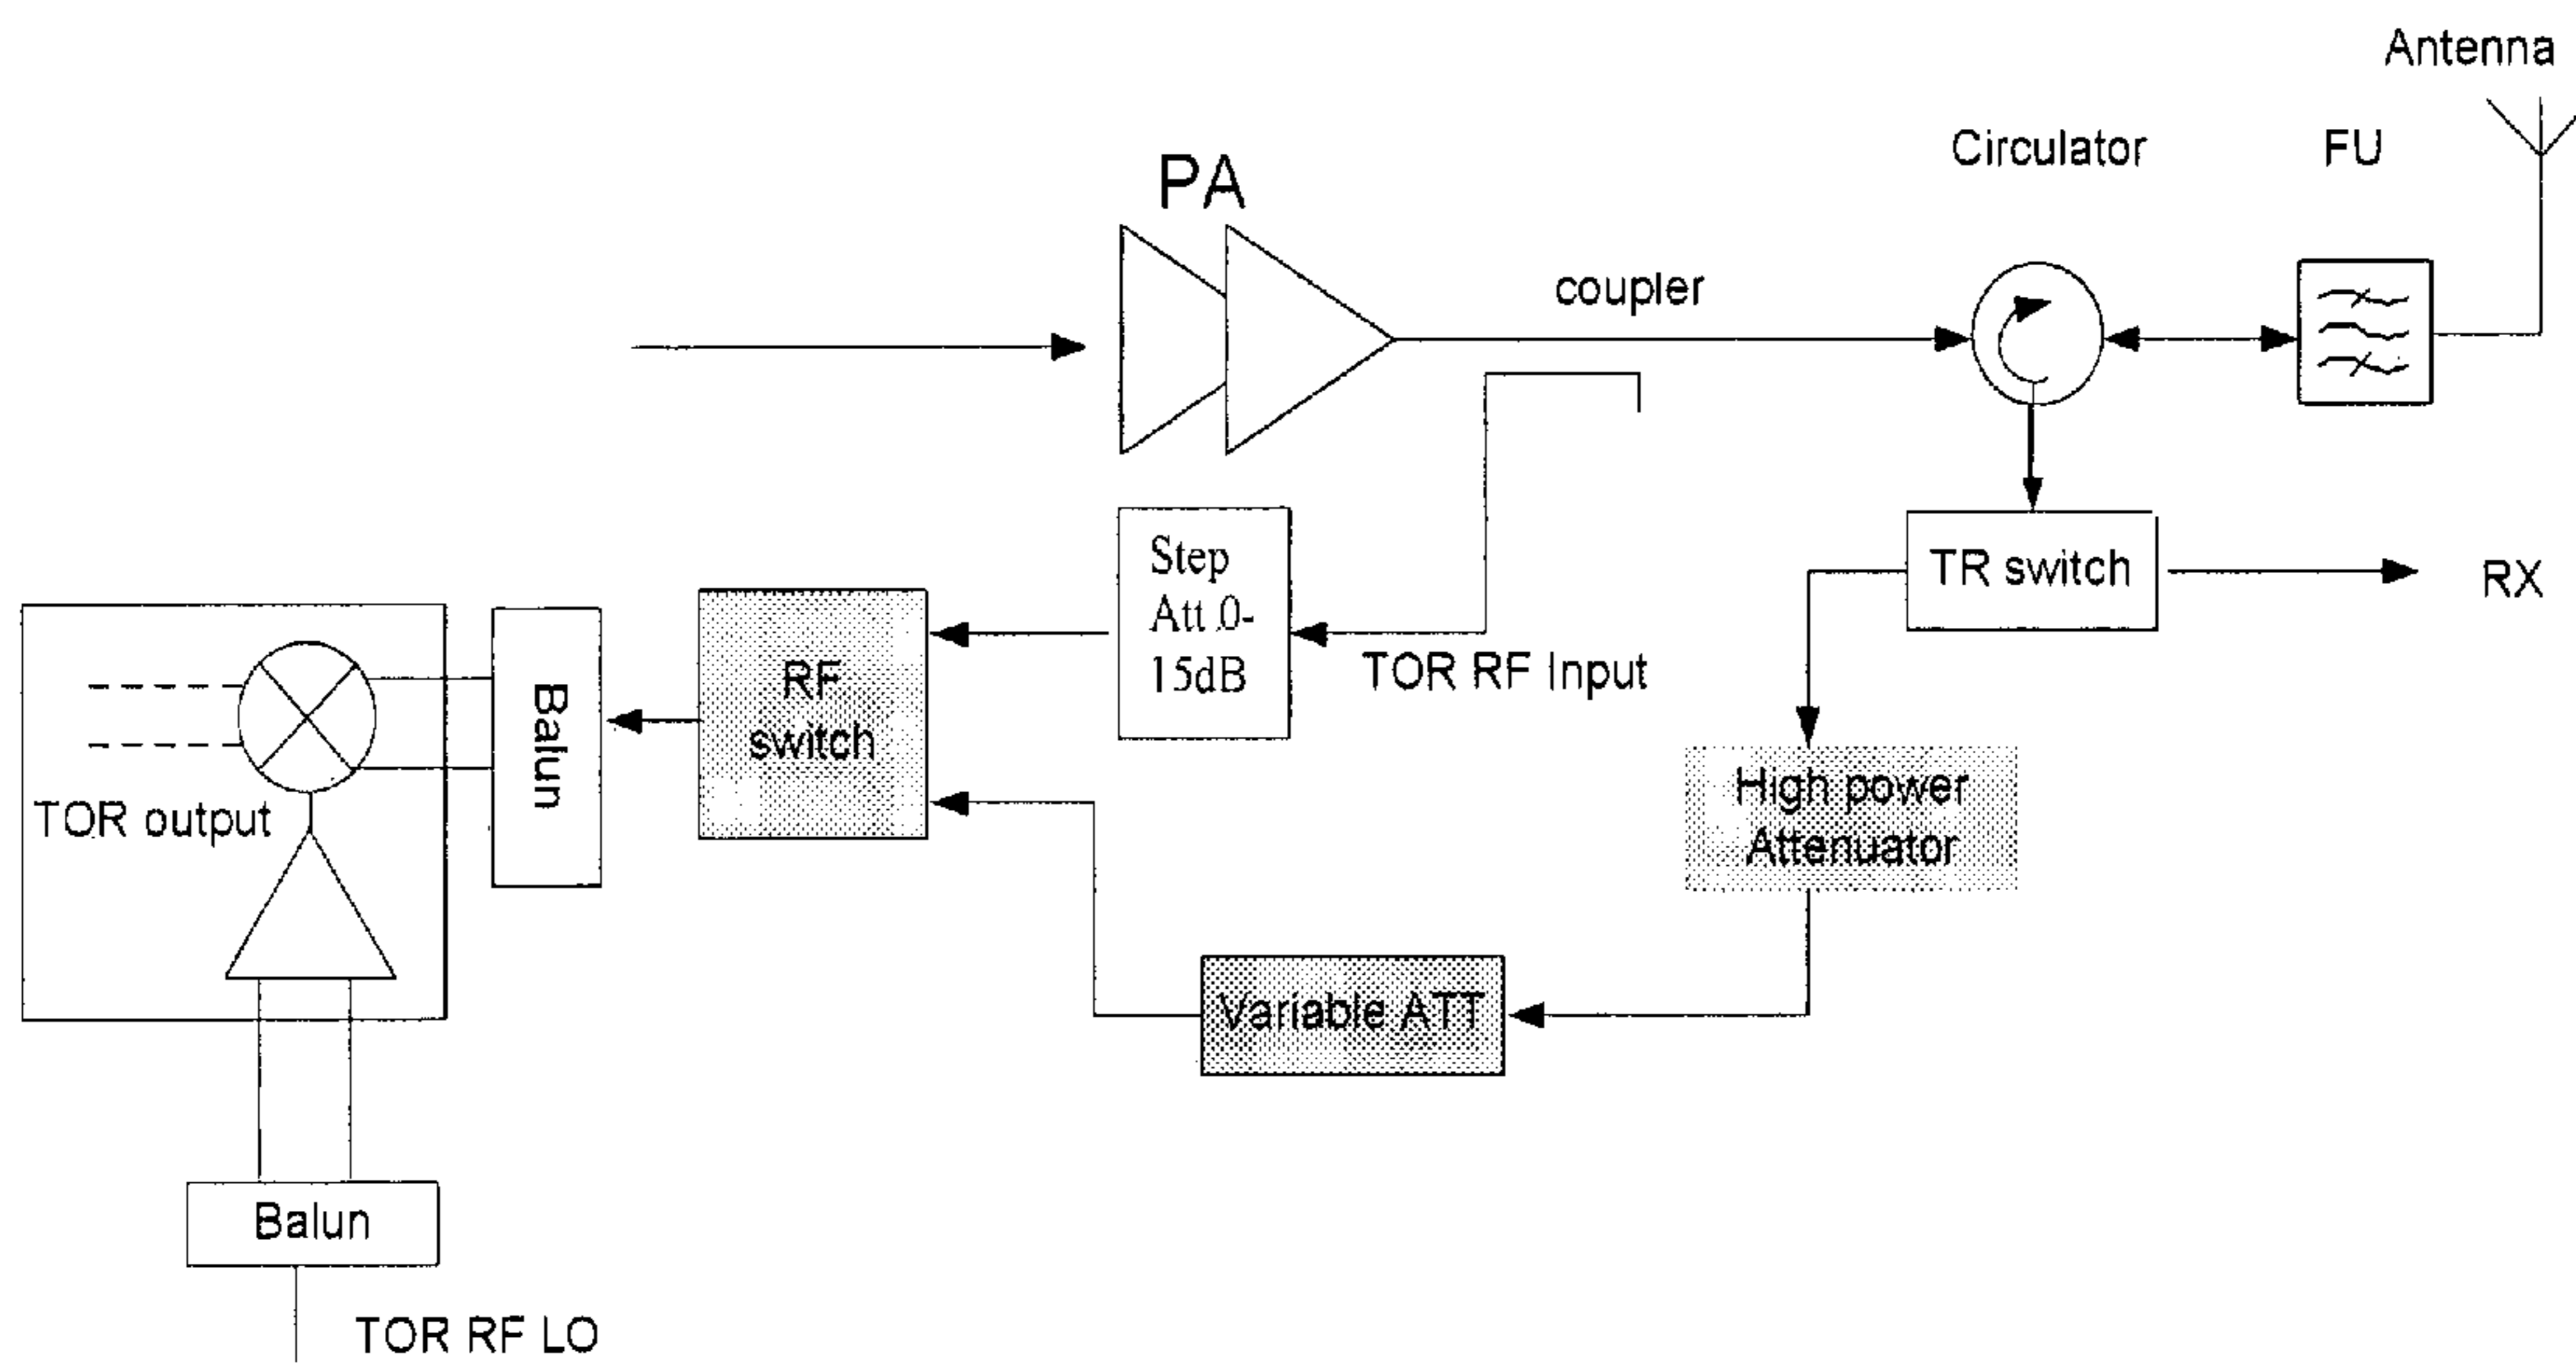 Antenna
Circulator
FU
PA
coupler
Step
Att 0-
15dB
TR switch
RX
TOR RF Input
RF
switch
Balun
High power
Attenuator
TOR output
Variable ATT
Balun
TOR RF LO